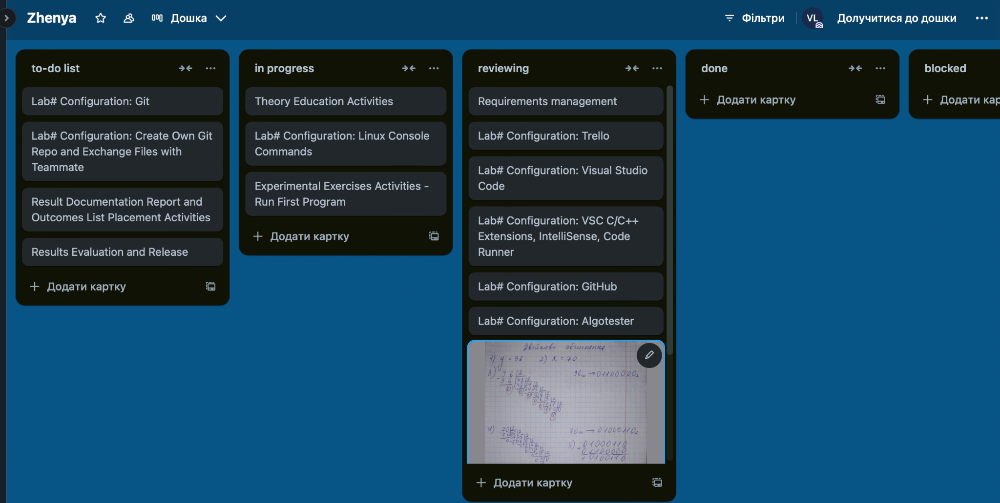 Zhenya
Дошка
Фільтри
VL
Долучитися до дошки
to-do list
Lab# Configuration: Git
Lab# Configuration: Create Own Git
Repo and Exchange Files with
Teammate
Result Documentation Report and
Outcomes List Placement Activities
Results Evaluation and Release
Додати картку
in progress
Theory Education Activities
Lab# Configuration: Linux Console
Commands
Experimental Exercises Activities -
Run First Program
Додати картку
reviewing
Requirements management
Lab# Configuration: Trello
Lab# Configuration: Visual Studio
Code
Lab# Configuration: VSC C/C++
Extensions, IntelliSense, Code
Runner
Lab# Configuration: GitHub
Lab# Configuration: Algotester
Двійкові обчислення
1) y = 96 2) x = 70
3) 96 2
96₁₀ → 01100000₂
4) 70 2
70₁₀ → 01000110₂
5) 01000110
01100000
10100110
Додати картку
done
Додати картку
blocked
Додати кар